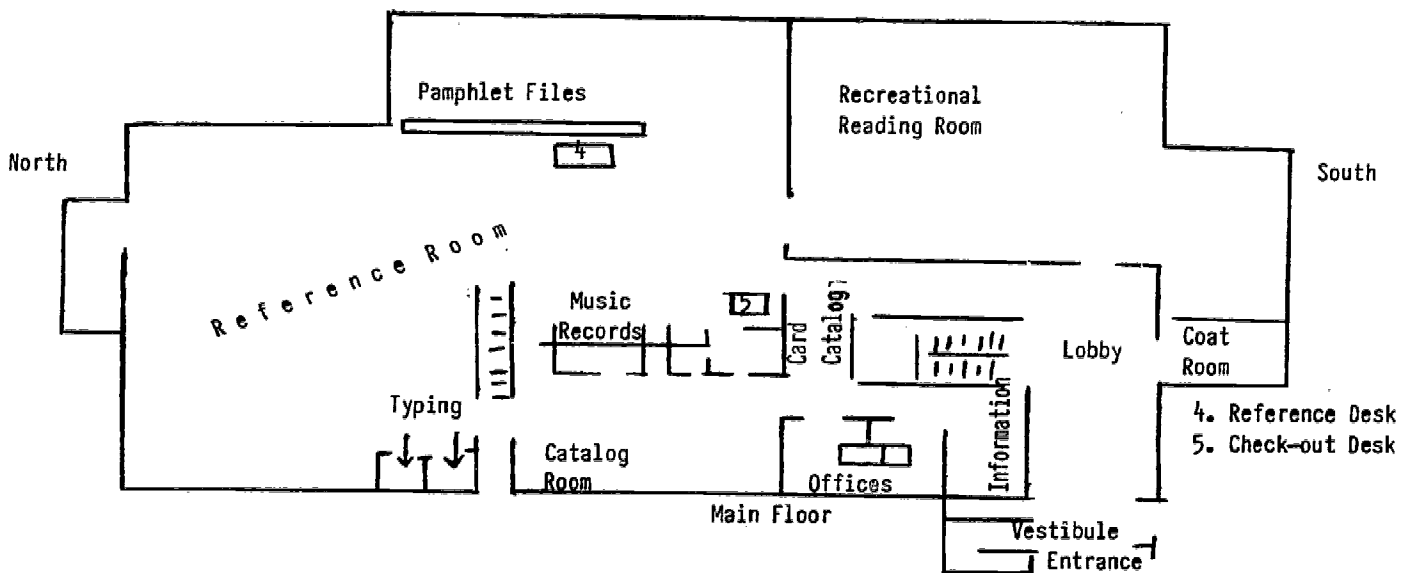 Pamphlet Files
Recreational
Reading Room
4
North
South
Reference Room
Music
Records
5
Card
Catalog
Lobby
Coat
Room
Typing
Information
4. Reference Desk
5. Check-out Desk
Catalog
Room
Offices
Main Floor
Vestibule
Entrance